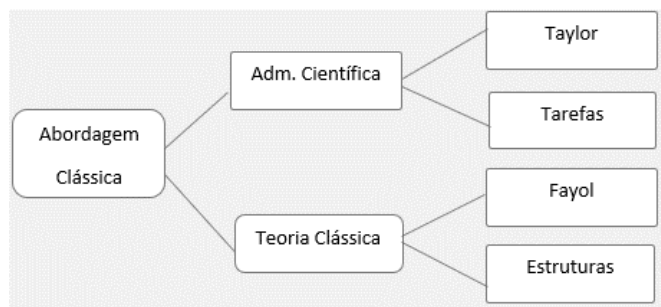 Abordagem
Clássica
Adm. Científica
Taylor
Tarefas
Teoria Clássica
Fayol
Estruturas